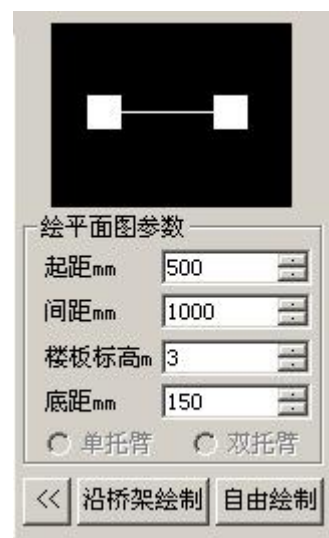 绘平面图参数
起距mm 500
间距mm 1000
楼板标高m 3
底距mm 150
单托臂 双托臂
<< 沿桥架绘制 自由绘制